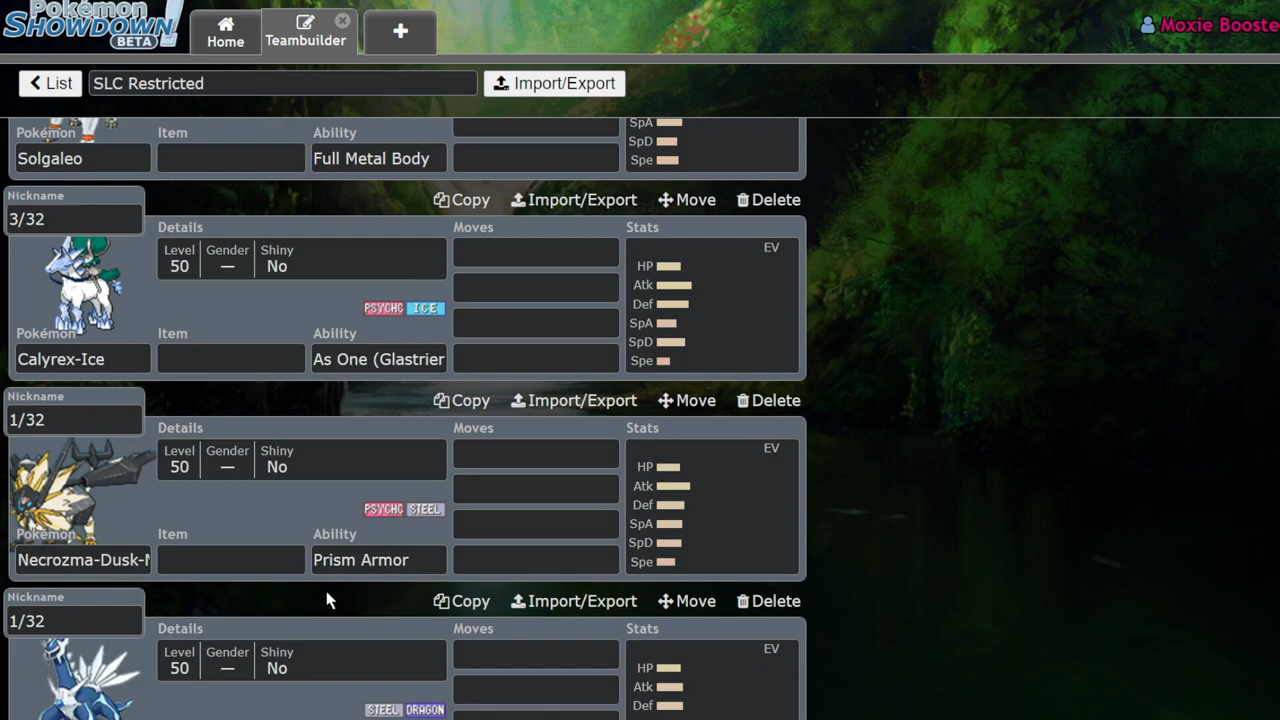 Pokémon
SHOWDOWN!
BETA
Home
Teambuilder
Moxie Booste
List
SLC Restricted
Import/Export
Pokémon
Item
Ability
SpA
SpD
Spe
Solgaleo
Full Metal Body
Nickname
3/32
Copy
Import/Export
Move
Delete
Details
Moves
Stats
Level
Gender
Shiny
50
—
No
EV
HP
Atk
Def
SpA
SpD
Spe
PSYCHC
ICE
Pokémon
Item
Ability
Calyrex-Ice
As One (Glastrier
Nickname
1/32
Copy
Import/Export
Move
Delete
Details
Moves
Stats
Level
Gender
Shiny
50
—
No
EV
HP
Atk
Def
SpA
SpD
Spe
PSYCHC
STEEL
Pokémon
Item
Ability
Necrozma-Dusk-M
Prism Armor
Nickname
1/32
Copy
Import/Export
Move
Delete
Details
Moves
Stats
Level
Gender
Shiny
50
—
No
EV
HP
Atk
Def
STEEL
DRAGON